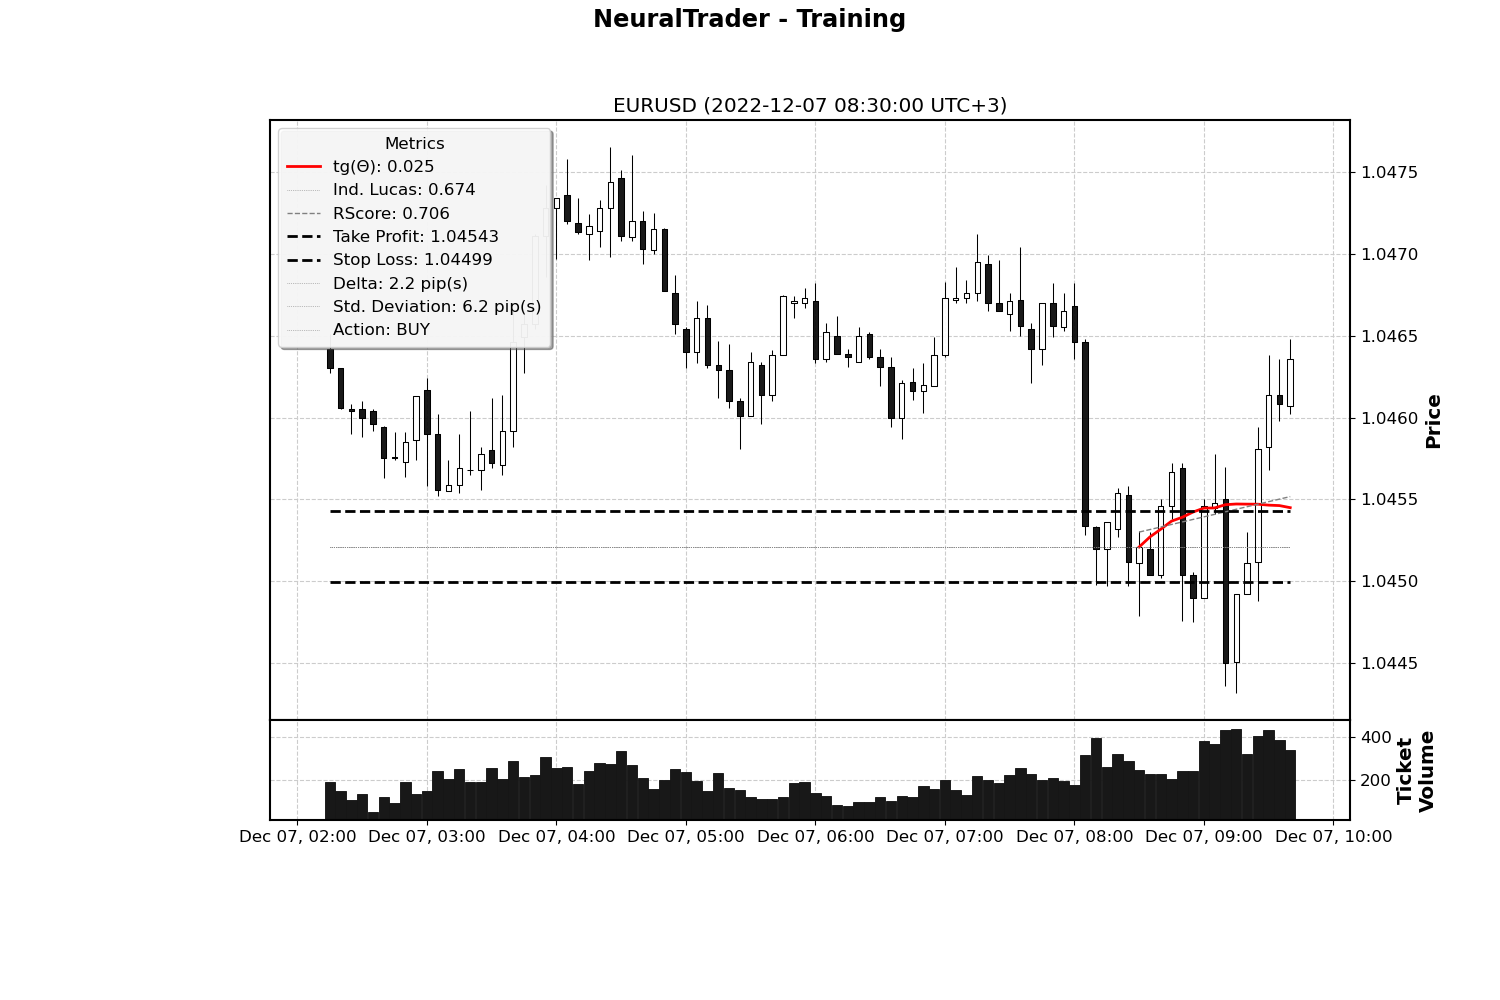 NeuralTrader - Training
EURUSD (2022-12-07 08:30:00 UTC+3)
Metrics
tg(Θ): 0.025
Ind. Lucas: 0.674
RScore: 0.706
Take Profit: 1.04543
Stop Loss: 1.04499
Delta: 2.2 pip(s)
Std. Deviation: 6.2 pip(s)
Action: BUY
1.0475
1.0470
1.0465
1.0460
1.0455
1.0450
1.0445
Price
400
200
Ticket
Volume
Dec 07, 02:00 Dec 07, 03:00 Dec 07, 04:00 Dec 07, 05:00 Dec 07, 06:00 Dec 07, 07:00 Dec 07, 08:00 Dec 07, 09:00 Dec 07, 10:00